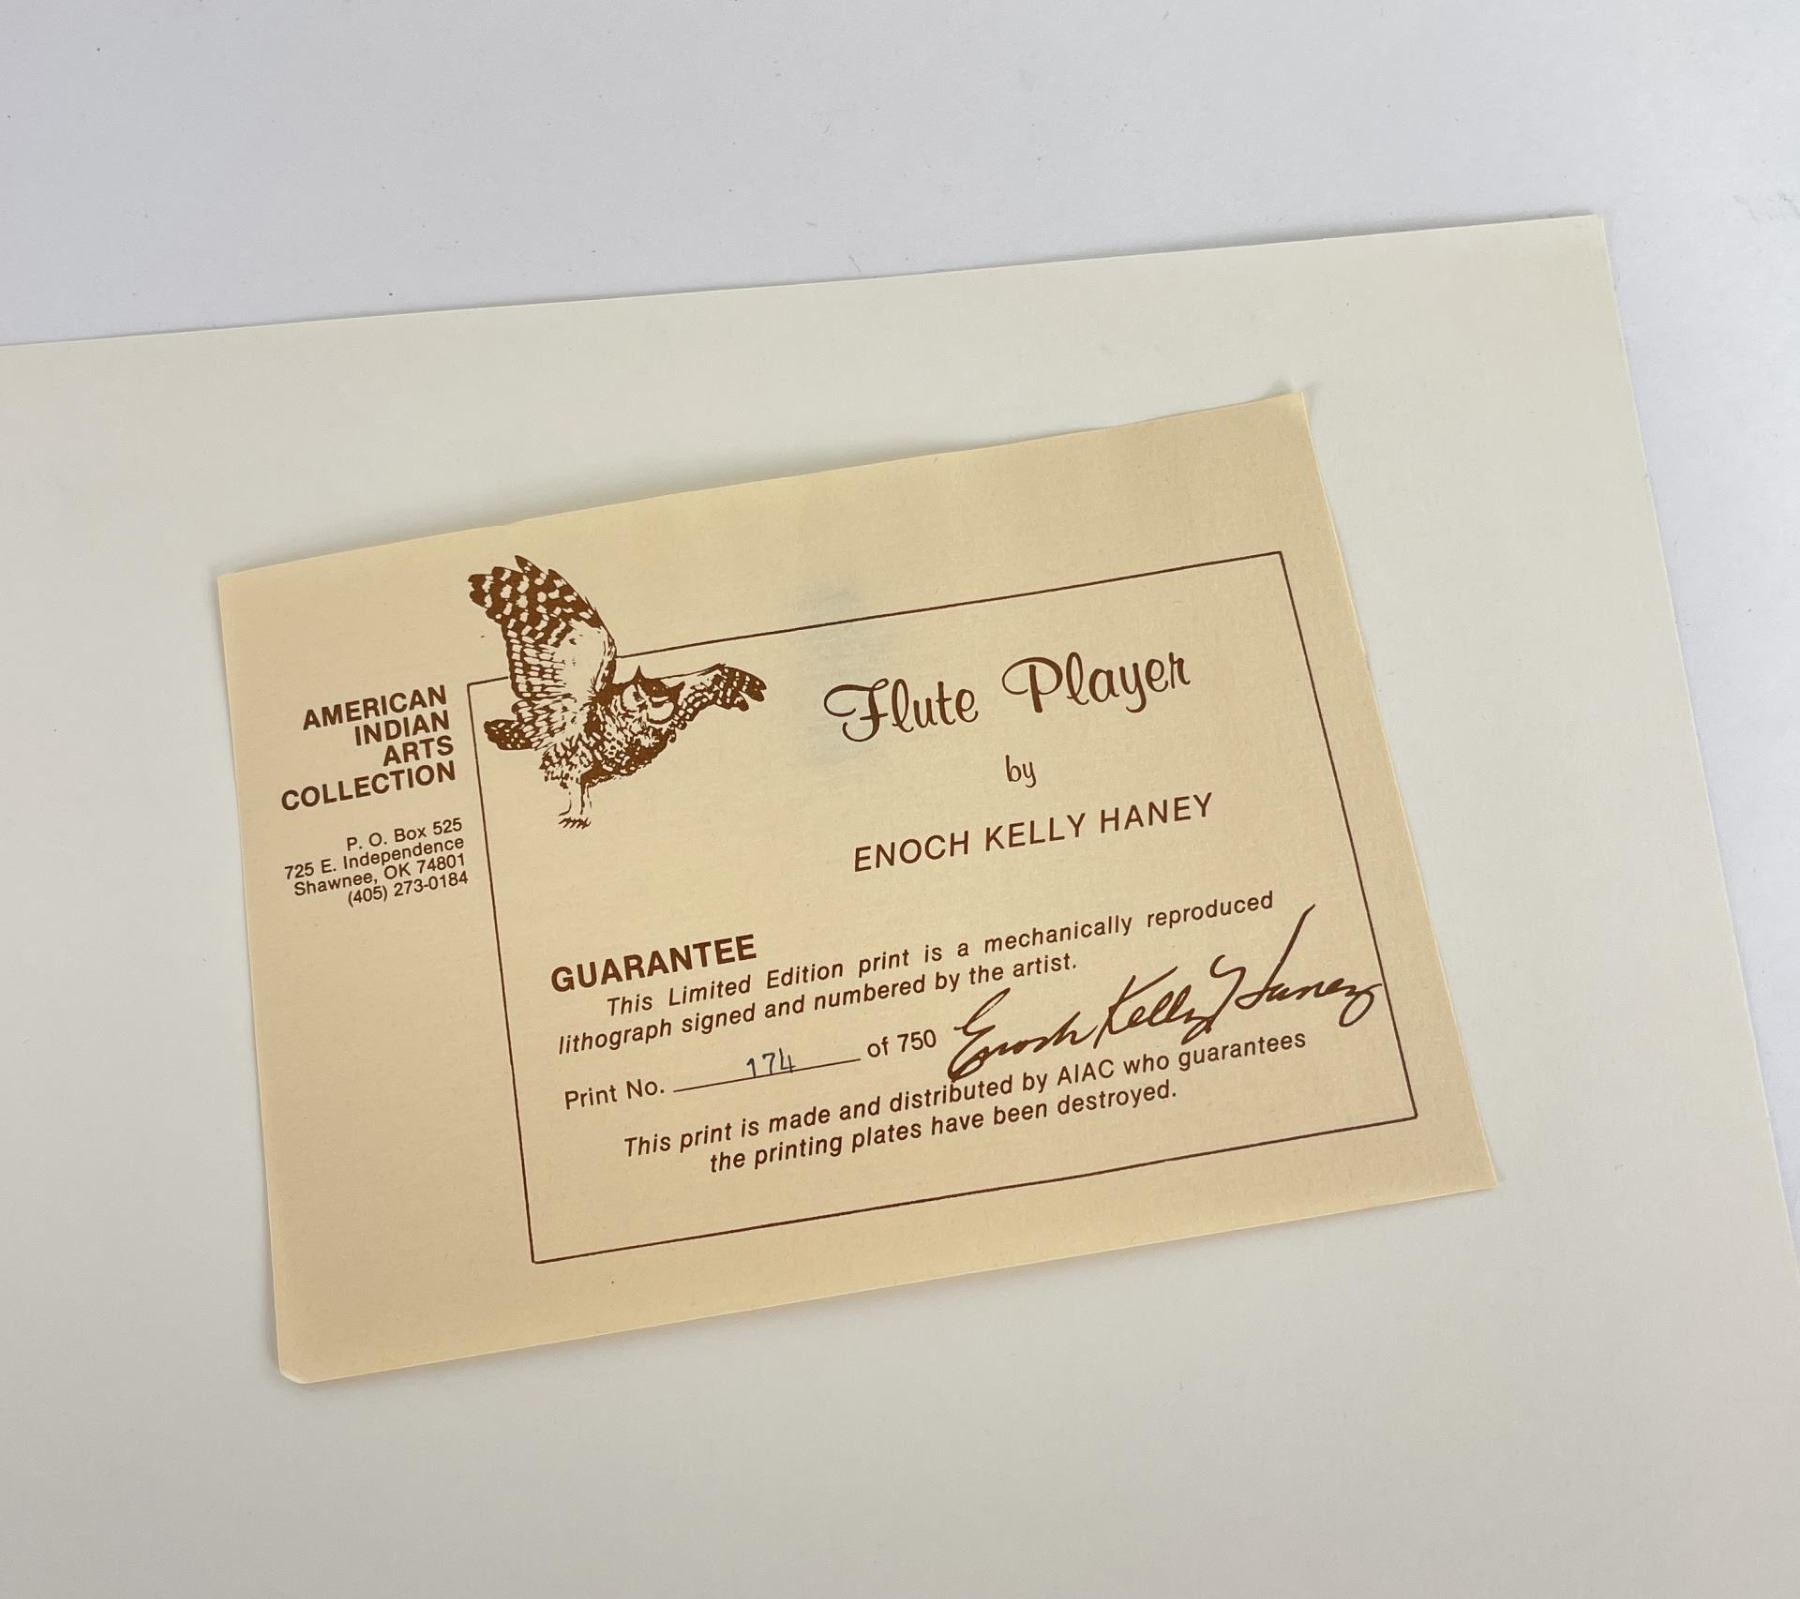 AMERICAN
INDIAN
ARTS
COLLECTION
P. O. Box 525
725 E. Independence
Shawnee, OK 74801
(405) 273-0184
Flute Player
by
ENOCH KELLY HANEY
GUARANTEE
This Limited Edition print is a mechanically reproduced
lithograph signed and numbered by the artist.
Print No. 174 of 750 Enoch Kelly Haney
This print is made and distributed by AIAC who guarantees
the printing plates have been destroyed.